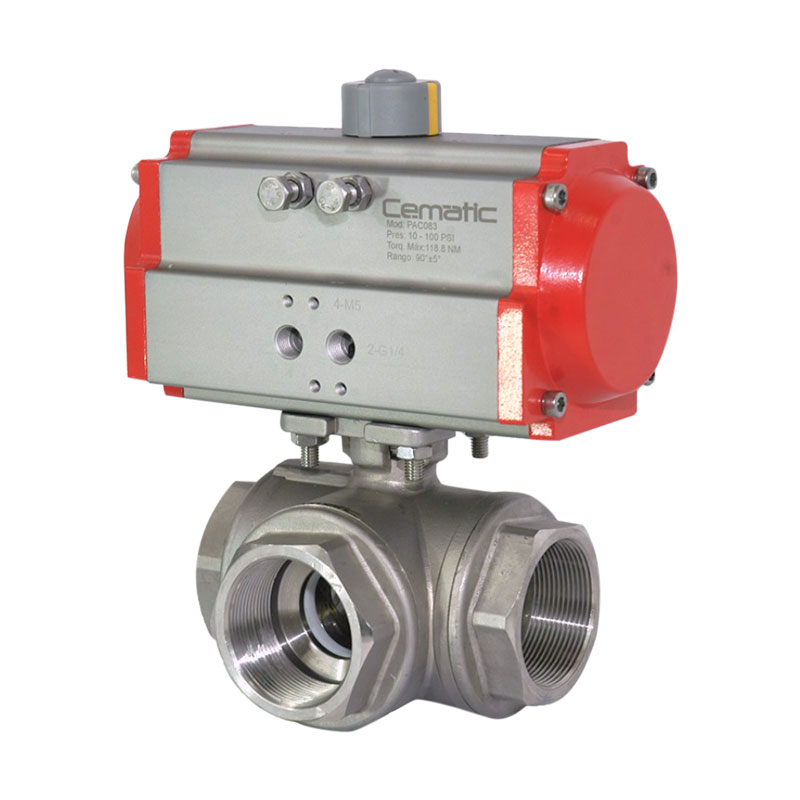 Cematic
Mod. PAC083
Pres: 10 - 100 PSI
Torq. Máx:118.8 NM
Rango: 90°±5°
4-M5
2-G1/4